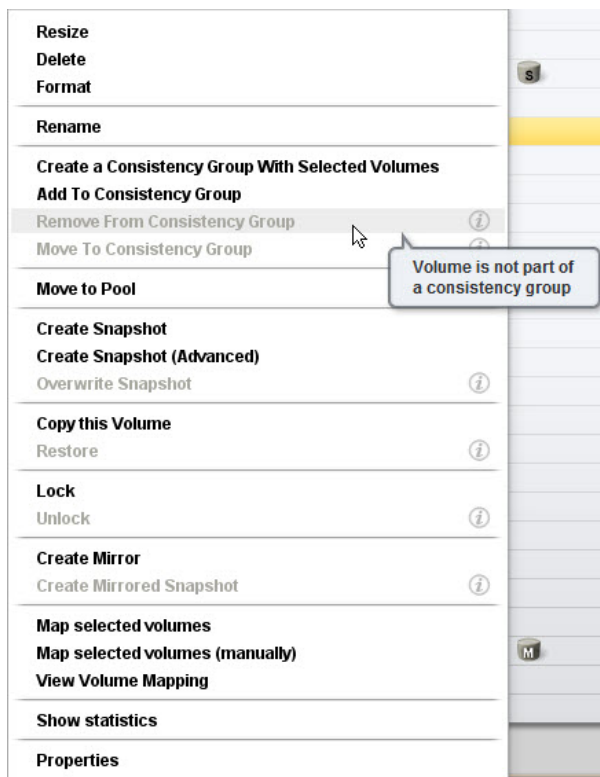 Resize
Delete
Format
Rename
Create a Consistency Group With Selected Volumes
Add To Consistency Group
Remove From Consistency Group
Move To Consistency Group
Volume is not part of
a consistency group
Move to Pool
Create Snapshot
Create Snapshot (Advanced)
Overwrite Snapshot
Copy this Volume
Restore
Lock
Unlock
Create Mirror
Create Mirrored Snapshot
Map selected volumes
Map selected volumes (manually)
View Volume Mapping
Show statistics
Properties
S
M